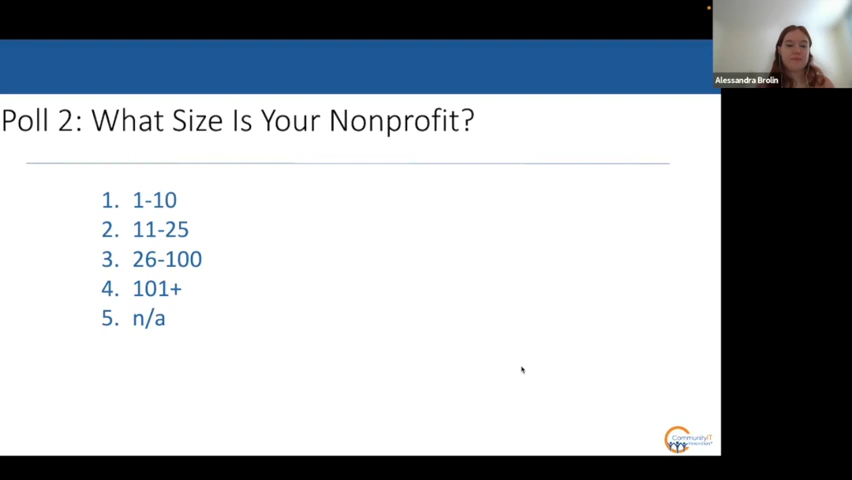 Alessandra Brolin
Poll 2: What Size Is Your Nonprofit?
1. 1-10
2. 11-25
3. 26-100
4. 101+
5. n/a
CommunityIT
Innovators